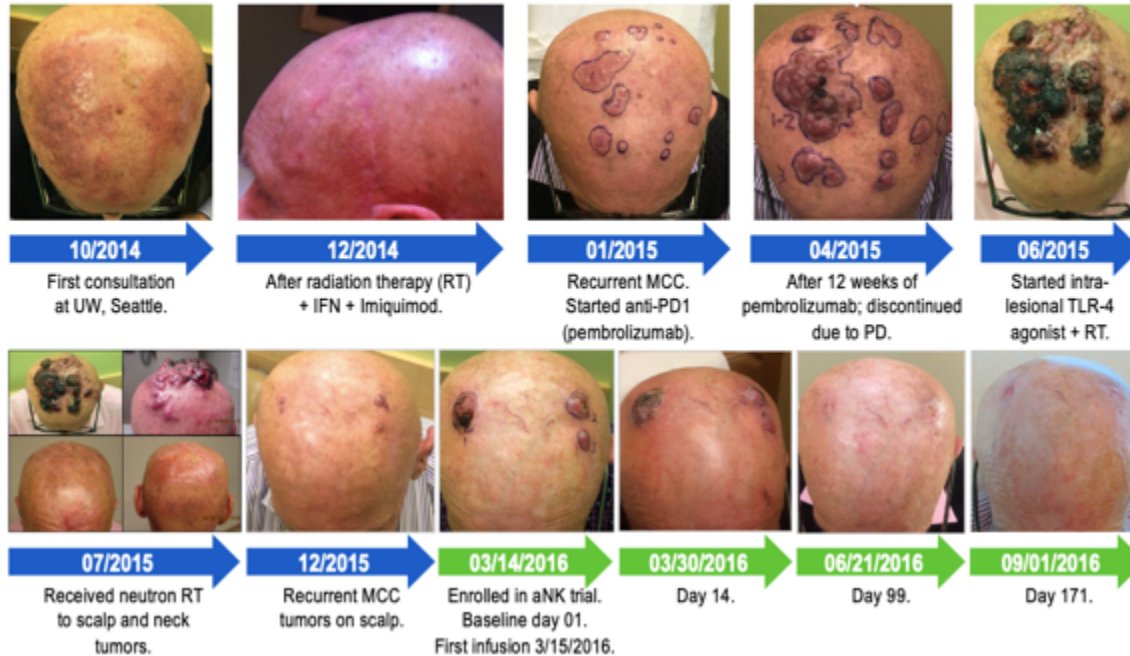 10/2014
12/2014
01/2015
04/2015
06/2015
First consultation
at UW, Seattle.
After radiation therapy (RT)
+ IFN + Imiquimod.
Recurrent MCC.
Started anti-PD1
(pembrolizumab).
After 12 weeks of
pembrolizumab; discontinued
due to PD.
Started intra-
lesional TLR-4
agonist + RT.
07/2015
12/2015
03/14/2016
03/30/2016
06/21/2016
09/01/2016
Received neutron RT
to scalp and neck
tumors.
Recurrent MCC
tumors on scalp.
Enrolled in aNK trial.
Baseline day 01.
First infusion 3/15/2016.
Day 14.
Day 99.
Day 171.